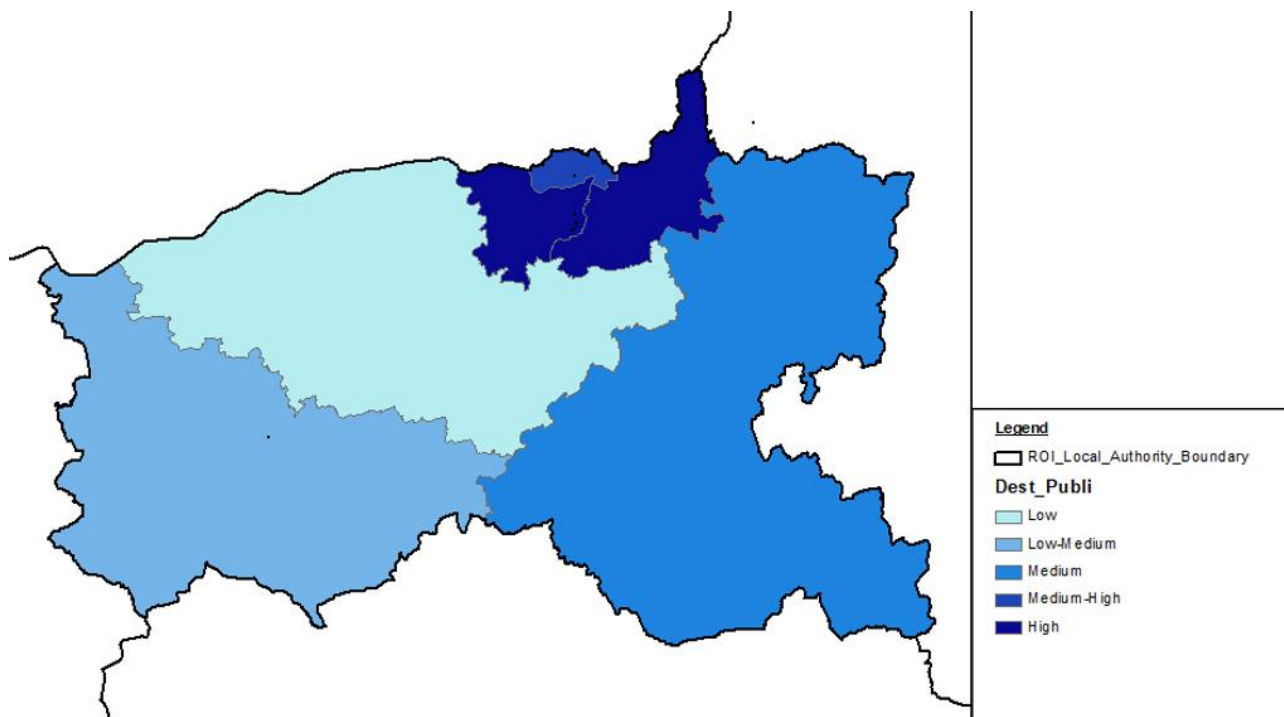 Legend
ROI_Local_Authority_Boundary
Dest_Publi
Low
Low-Medium
Medium
Medium-High
High